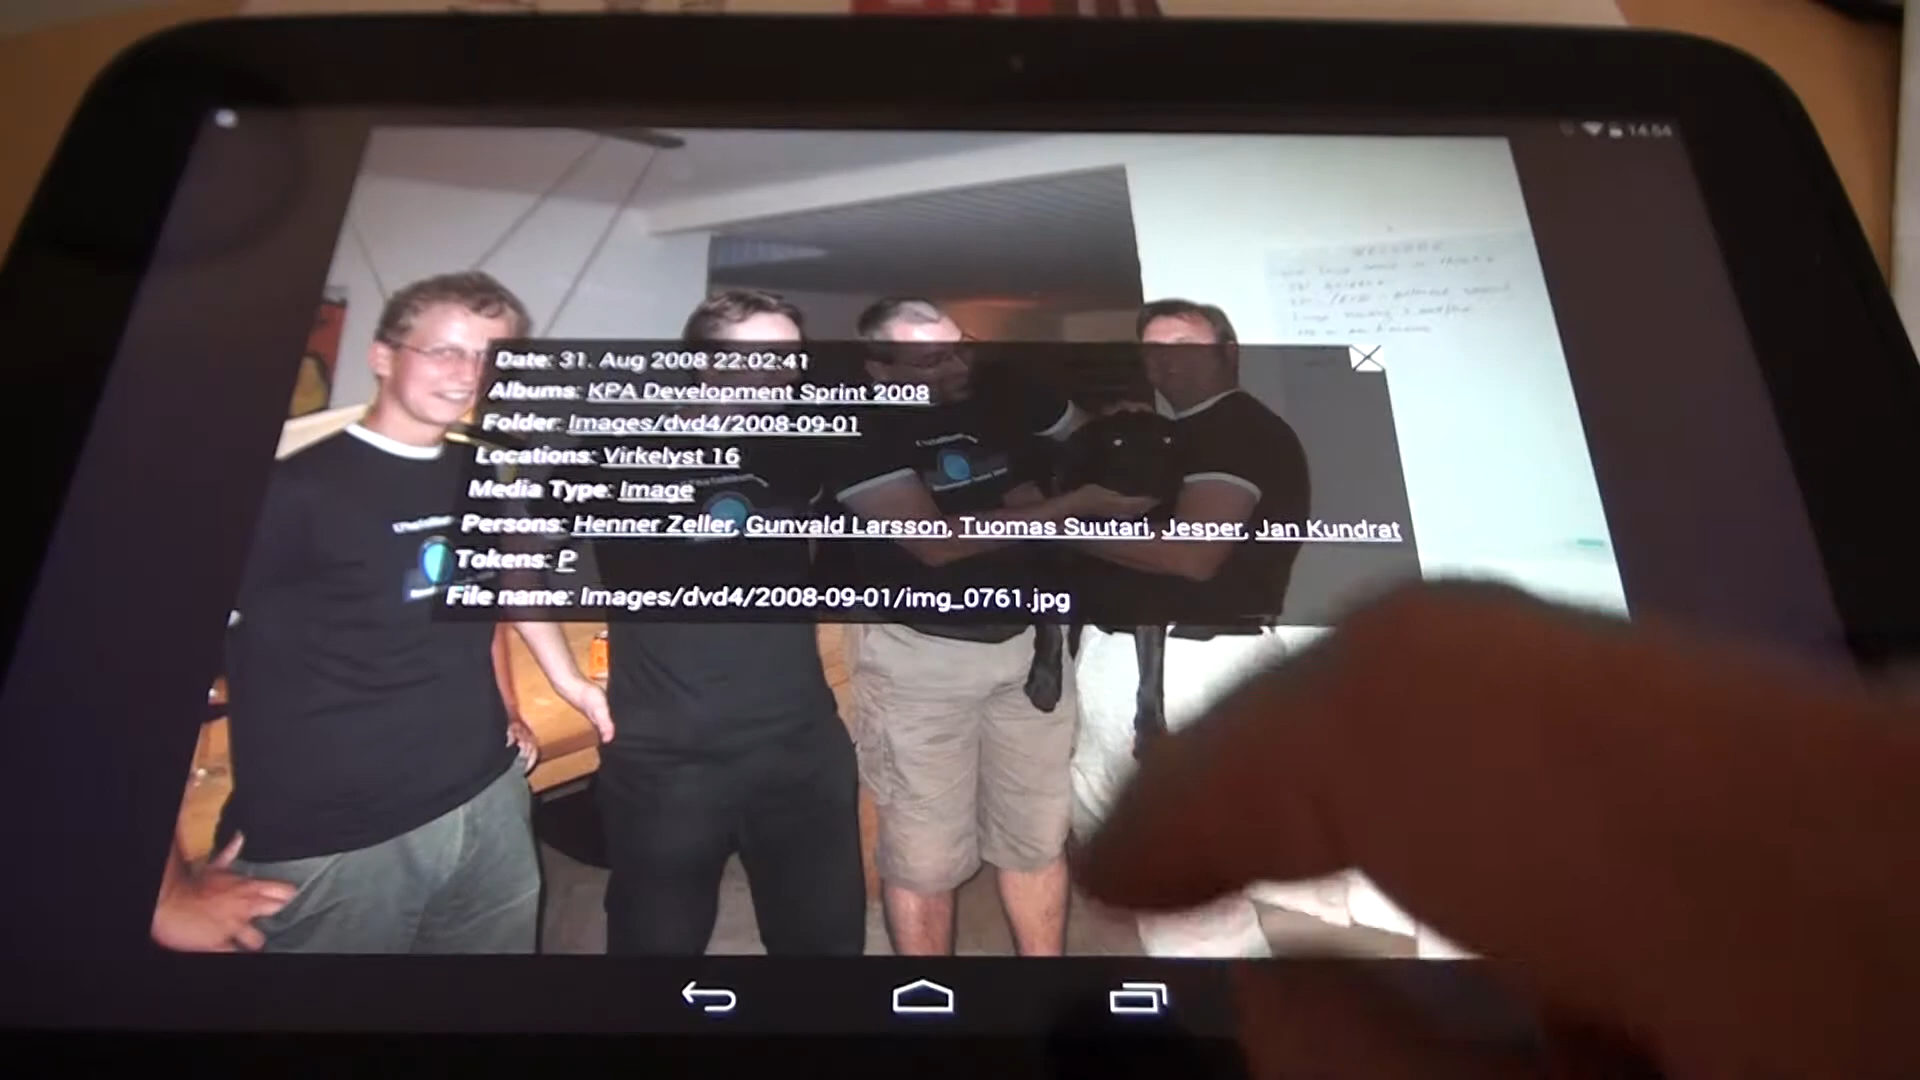 14:54
Date: 31. Aug 2008 22:02:41
Albums: KPA Development Sprint 2008
Folder: Images/dvd4/2008-09-01
Locations: Virkelyst 16
Media Type: Image
Persons: Henner Zeller, Gunvald Larsson, Tuomas Suutari, Jesper, Jan Kundrat
Tokens: P
File name: Images/dvd4/2008-09-01/img_0761.jpg